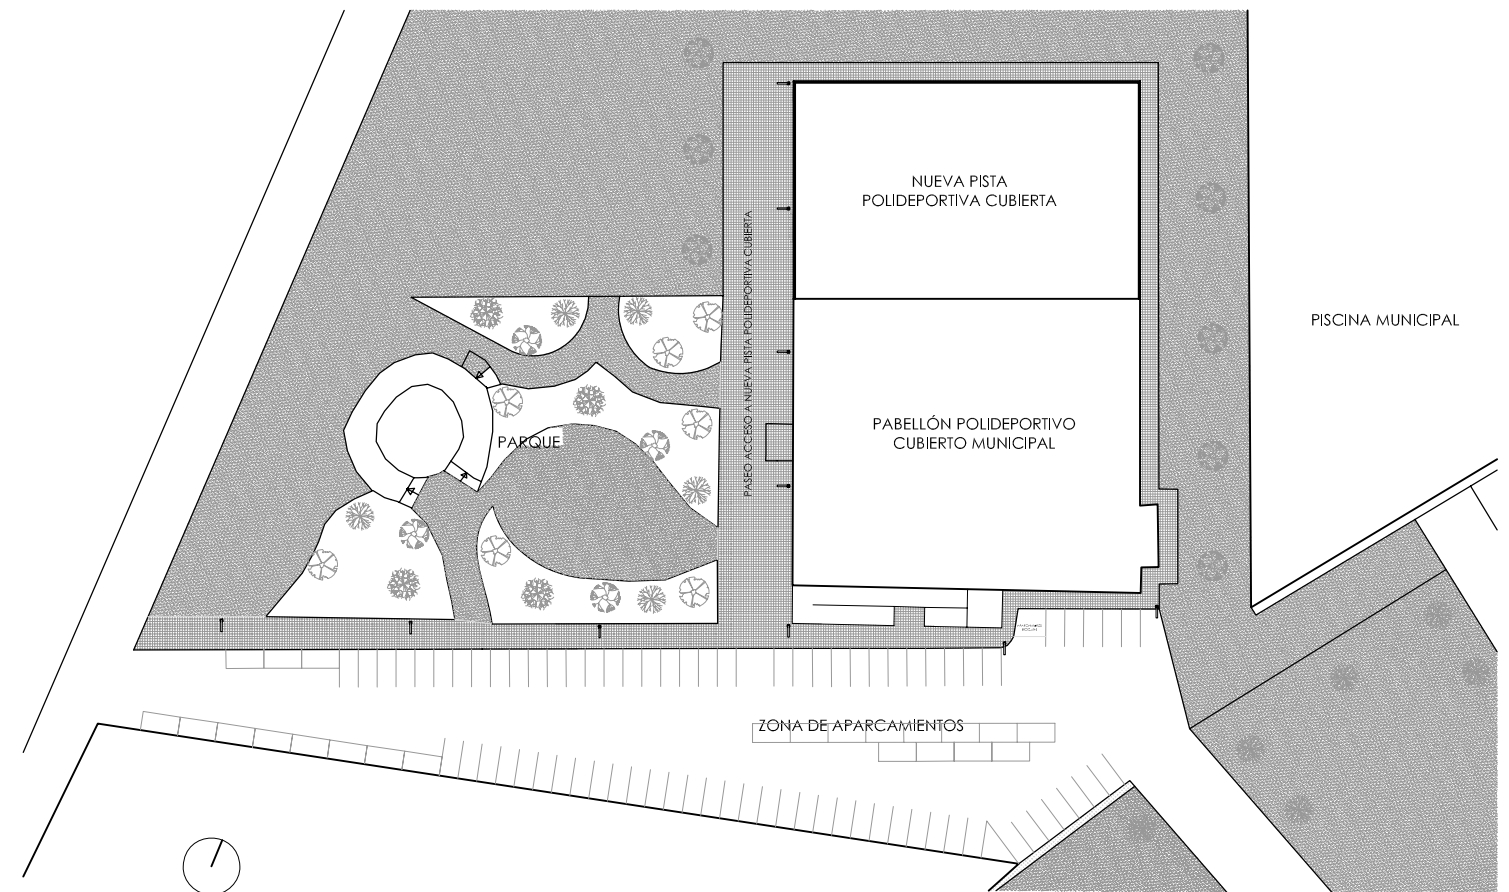 NUEVA PISTA
POLIDEPORTIVA CUBIERTA
PASEO ACCESO A NUEVA PISTA POLIDEPORTIVA CUBIERTA
PISCINA MUNICIPAL
PABELLÓN POLIDEPORTIVO
CUBIERTO MUNICIPAL
PARQUE
ZONA DE APARCAMIENTOS